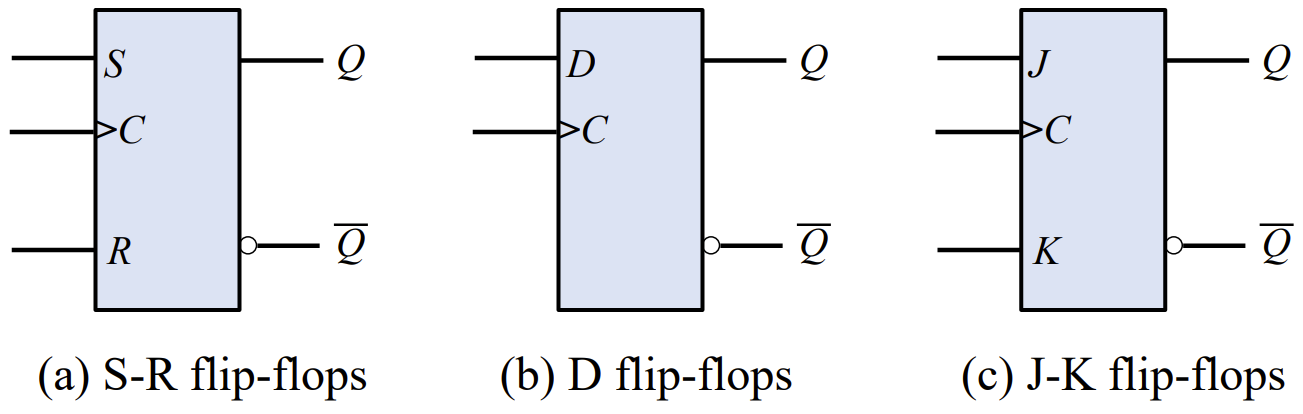 S Q
>C
R Q̅
D Q
>C
Q̅
J Q
>C
K Q̅
(a) S-R flip-flops
(b) D flip-flops
(c) J-K flip-flops